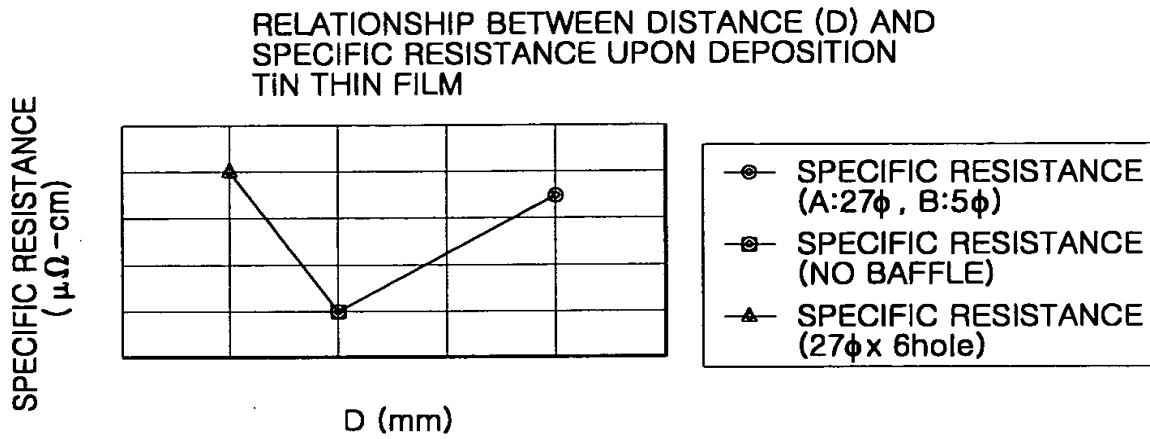 RELATIONSHIP BETWEEN DISTANCE (D) AND
SPECIFIC RESISTANCE UPON DEPOSITION
TiN THIN FILM
SPECIFIC RESISTANCE
(μΩ-cm)
D (mm)
SPECIFIC RESISTANCE
(A:27ϕ, B:5ϕ)
SPECIFIC RESISTANCE
(NO BAFFLE)
SPECIFIC RESISTANCE
(27ϕx 6hole)